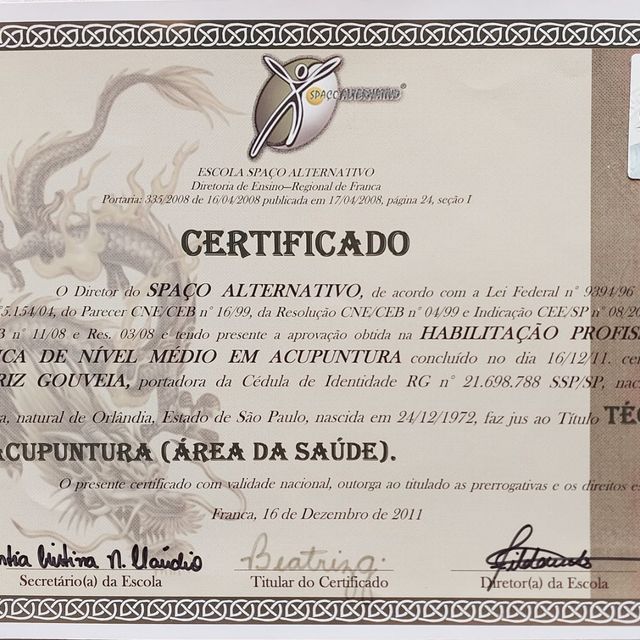 SPAÇO ALTERNATIVO
ESCOLA SPAÇO ALTERNATIVO
Diretoria de Ensino—Regional de Franca
Portaria: 335/2008 de 16/04/2008 publicada em 17/04/2008, página 24, seção I
CERTIFICADO
O Diretor do SPAÇO ALTERNATIVO, de acordo com a Lei Federal n° 9394/96
5.154/04, do Parecer CNE/CEB n° 16/99, da Resolução CNE/CEB n° 04/99 e Indicação CEE/SP n° 08/20
3 n° 11/08 e Res. 03/08 e tendo presente a aprovação obtida na HABILITAÇÃO PROFIS
ICA DE NÍVEL MÉDIO EM ACUPUNTURA concluído no dia 16/12/11. cer
RIZ GOUVEIA, portadora da Cédula de Identidade RG n° 21.698.788 SSP/SP, nac
a, natural de Orlândia, Estado de São Paulo, nascida em 24/12/1972, faz jus ao Título TÉC
ACUPUNTURA (ÁREA DA SAÚDE).
O presente certificado com validade nacional, outorga ao titulado as prerrogativas e os direitos es
Franca, 16 de Dezembro de 2011
ntia Cristina N. Claúdio Beatriz g.
Secretário(a) da Escola Titular do Certificado Diretor(a) da Escola